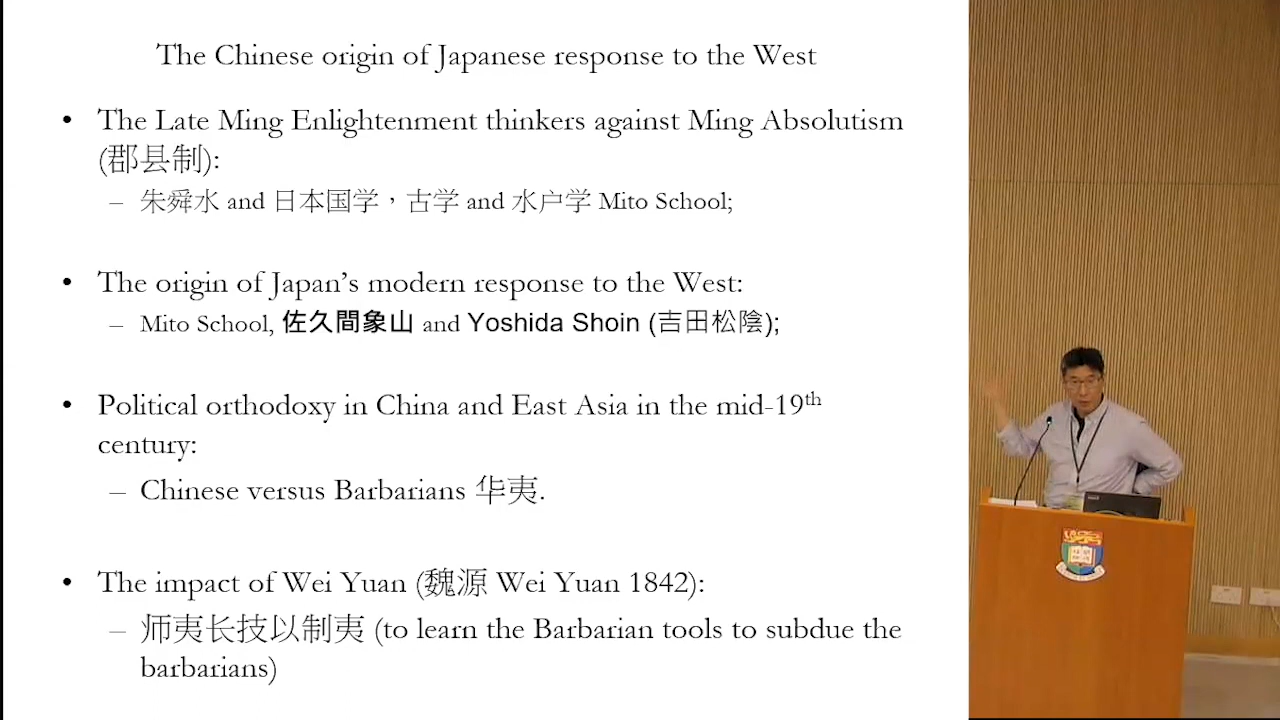 The Chinese origin of Japanese response to the West
• The Late Ming Enlightenment thinkers against Ming Absolutism
(郡县制):
– 朱舜水 and 日本国学，古学 and 水户学 Mito School;
• The origin of Japan’s modern response to the West:
– Mito School, 佐久間象山 and Yoshida Shoin (吉田松陰);
• Political orthodoxy in China and East Asia in the mid-19th
century:
– Chinese versus Barbarians 华夷.
• The impact of Wei Yuan (魏源 Wei Yuan 1842):
– 师夷长技以制夷 (to learn the Barbarian tools to subdue the
barbarians)